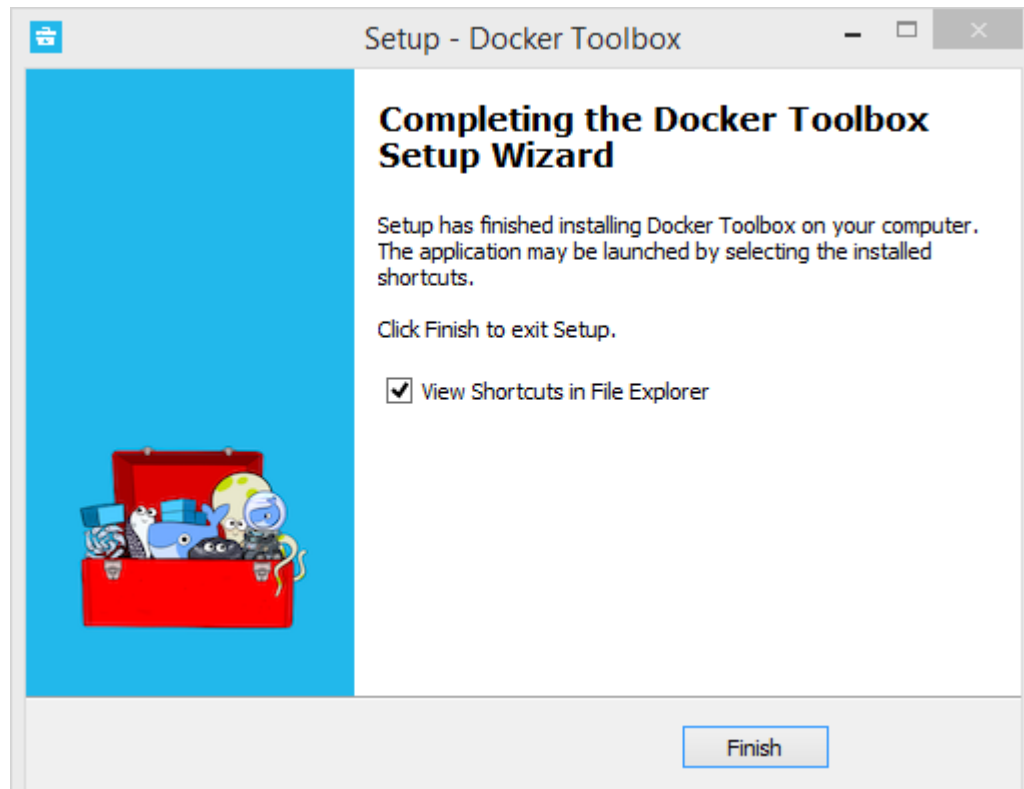 Setup - Docker Toolbox
Completing the Docker Toolbox
Setup Wizard
Setup has finished installing Docker Toolbox on your computer.
The application may be launched by selecting the installed
shortcuts.
Click Finish to exit Setup.
View Shortcuts in File Explorer
Finish